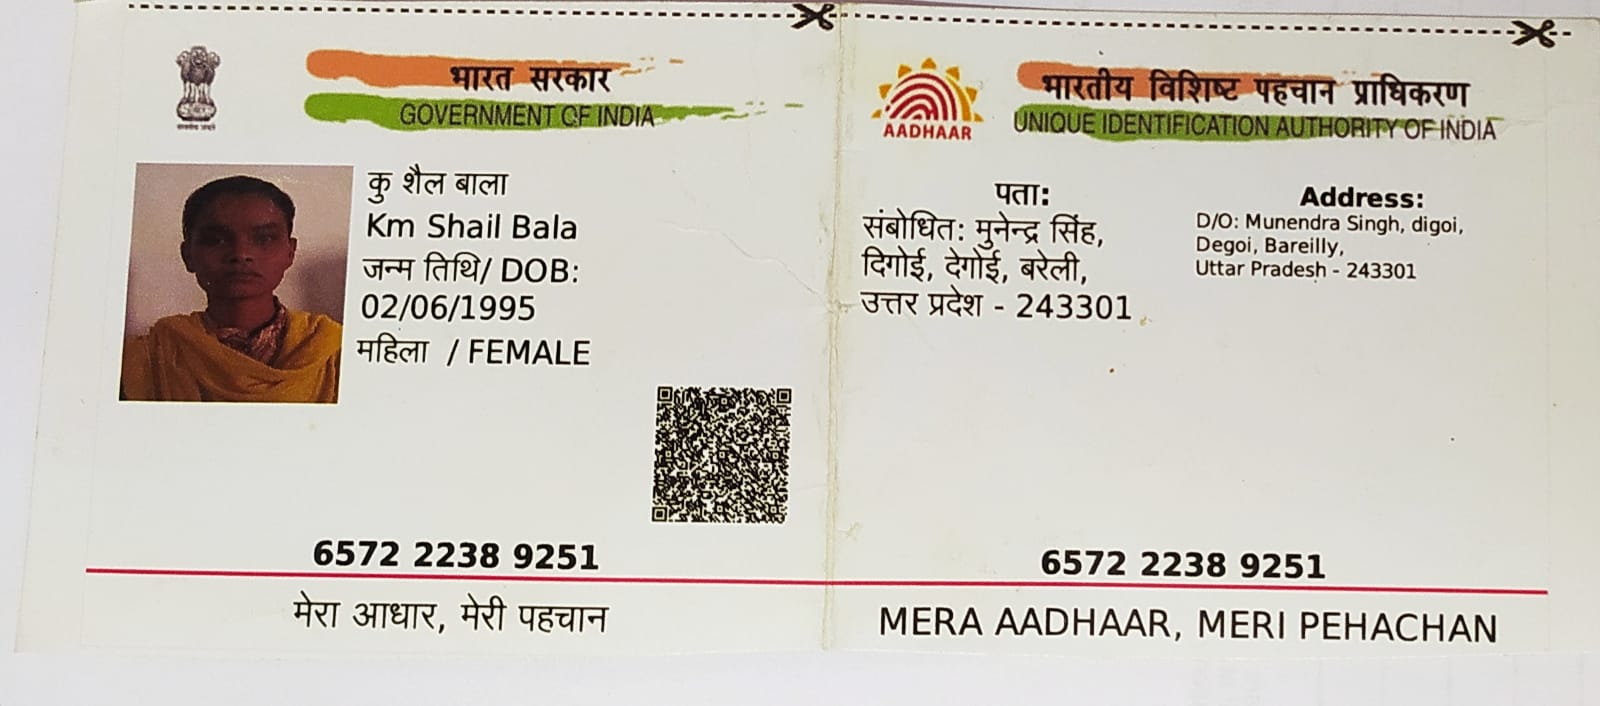 भारत सरकार
GOVERNMENT OF INDIA
कु शैल बाला
Km Shail Bala
जन्म तिथि/ DOB:
02/06/1995
महिला / FEMALE
6572 2238 9251
मेरा आधार, मेरी पहचान
भारतीय विशिष्ट पहचान प्राधिकरण
UNIQUE IDENTIFICATION AUTHORITY OF INDIA
AADHAAR
पता:
संबोधित: मुनेन्द्र सिंह,
दिगोई, देगोई, बरेली,
उत्तर प्रदेश - 243301
Address:
D/O: Munendra Singh, digoi,
Degoi, Bareilly,
Uttar Pradesh - 243301
6572 2238 9251
MERA AADHAAR, MERI PEHACHAN